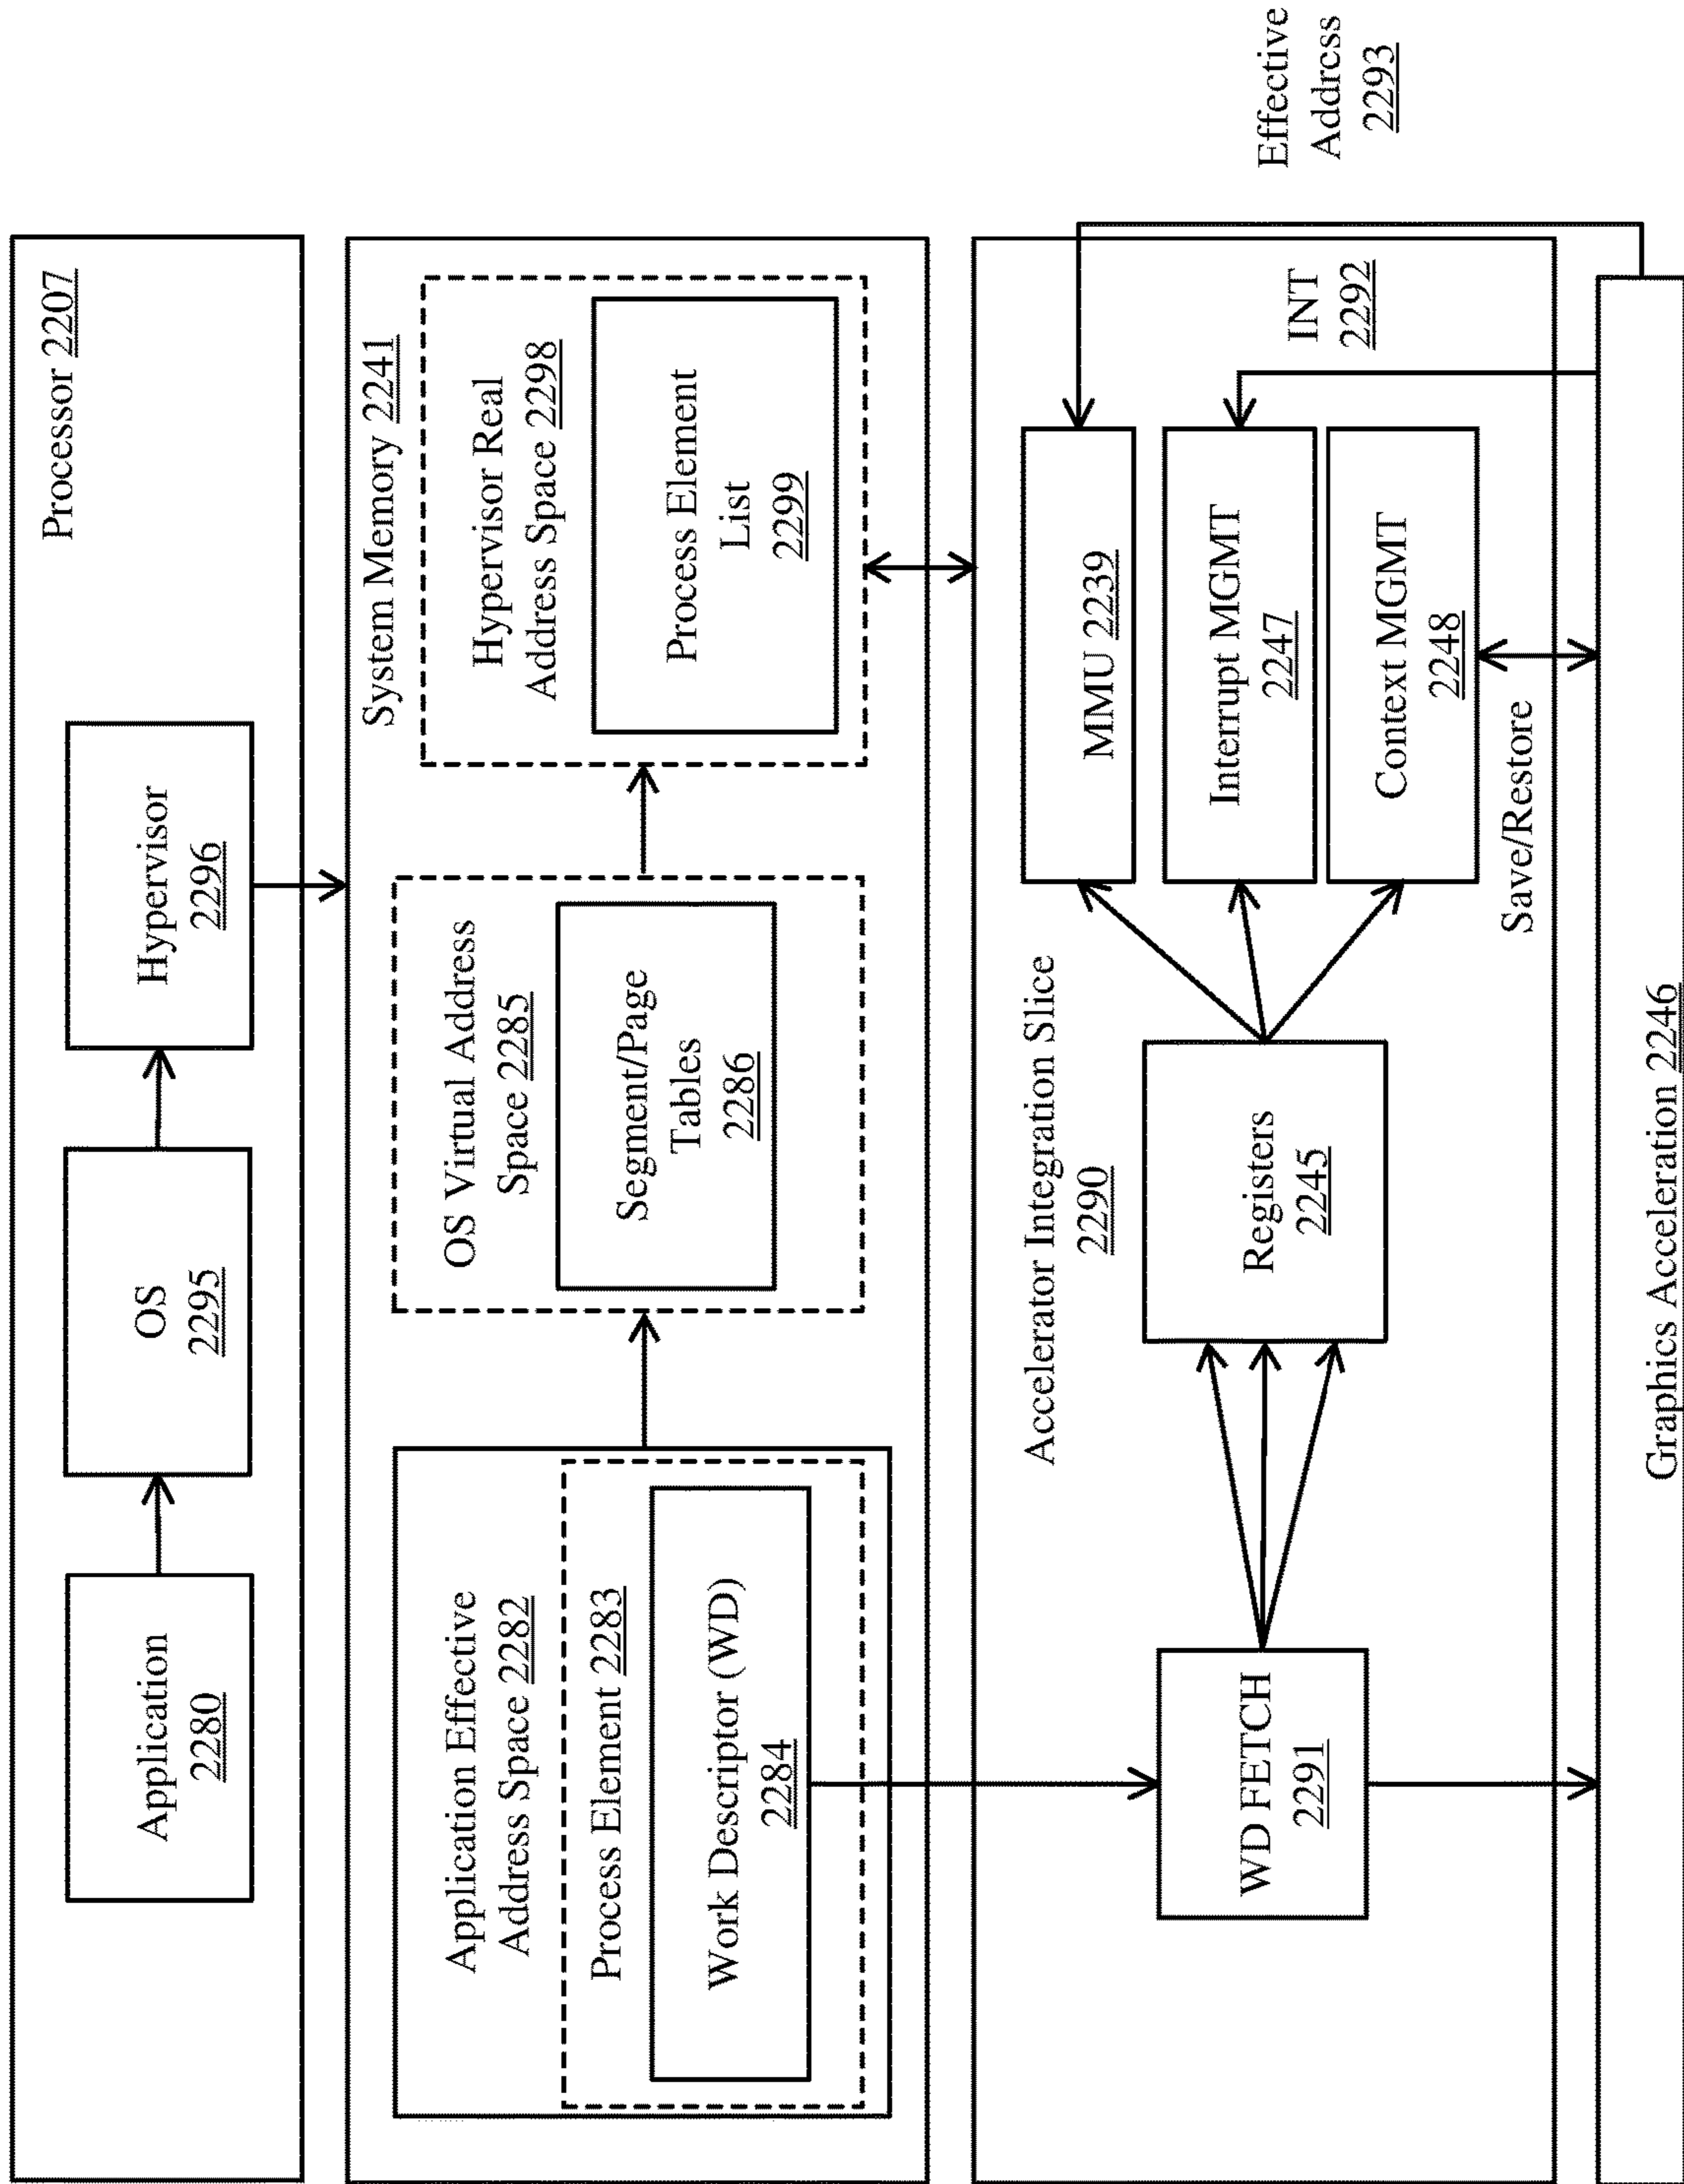 Processor 2207
Application
2280
OS
2295
Hypervisor
2296
System Memory 2241
Application Effective
Address Space 2282
Process Element 2283
Work Descriptor (WD)
2284
OS Virtual Address
Space 2285
Segment/Page
Tables
2286
Hypervisor Real
Address Space 2298
Process Element
List
2299
Accelerator Integration Slice
2290
WD FETCH
2291
Registers
2245
MMU 2239
Interrupt MGMT
2247
Context MGMT
2248
INT
2292
Effective
Address
2293
Save/Restore
Graphics Acceleration 2246